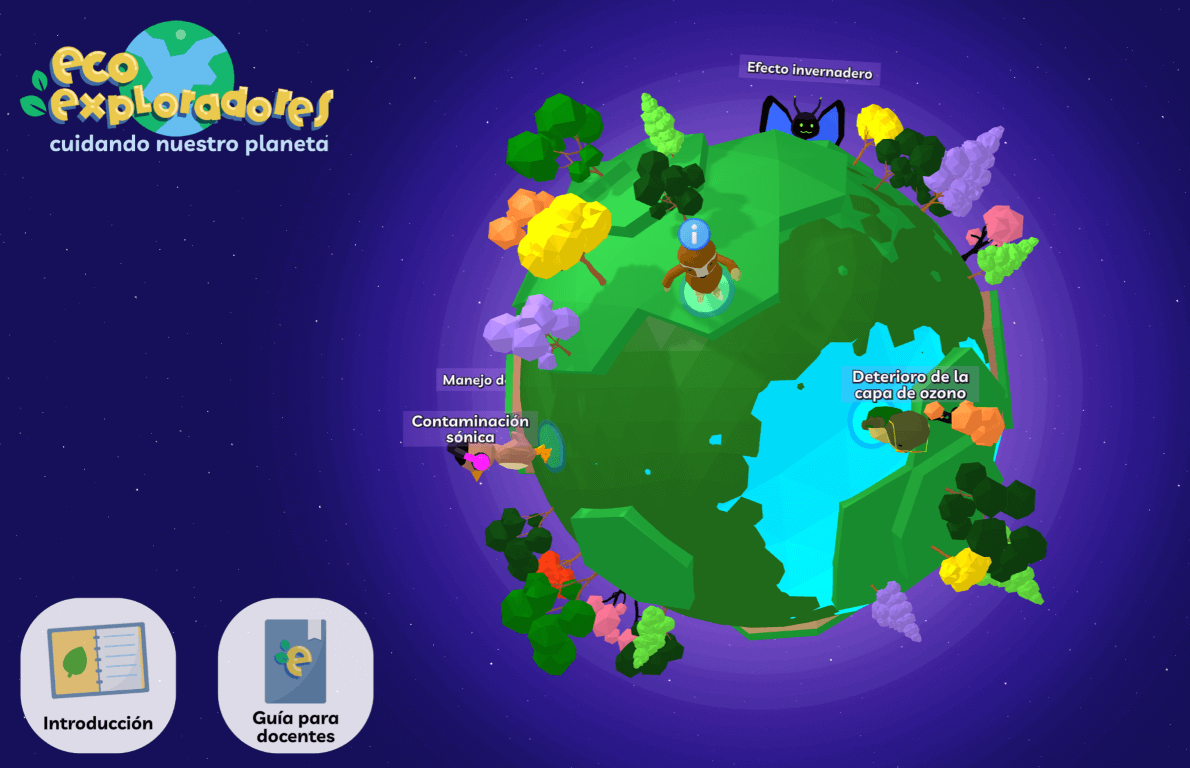 eco
exploradores
cuidando nuestro planeta
Efecto invernadero
i
Manejo d
Contaminación
sónica
Deterioro de la
capa de ozono
Introducción
e
Guía para
docentes